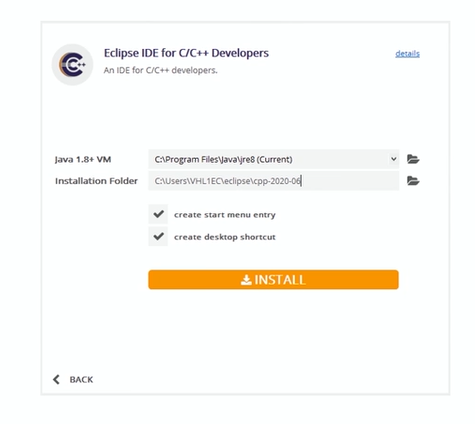 Eclipse IDE for C/C++ Developers
details
An IDE for C/C++ developers.
Java 1.8+ VM
C:\Program Files\Java\jre8 (Current)
Installation Folder
C:\Users\VHL1EC\eclipse\cpp-2020-06
create start menu entry
create desktop shortcut
INSTALL
BACK